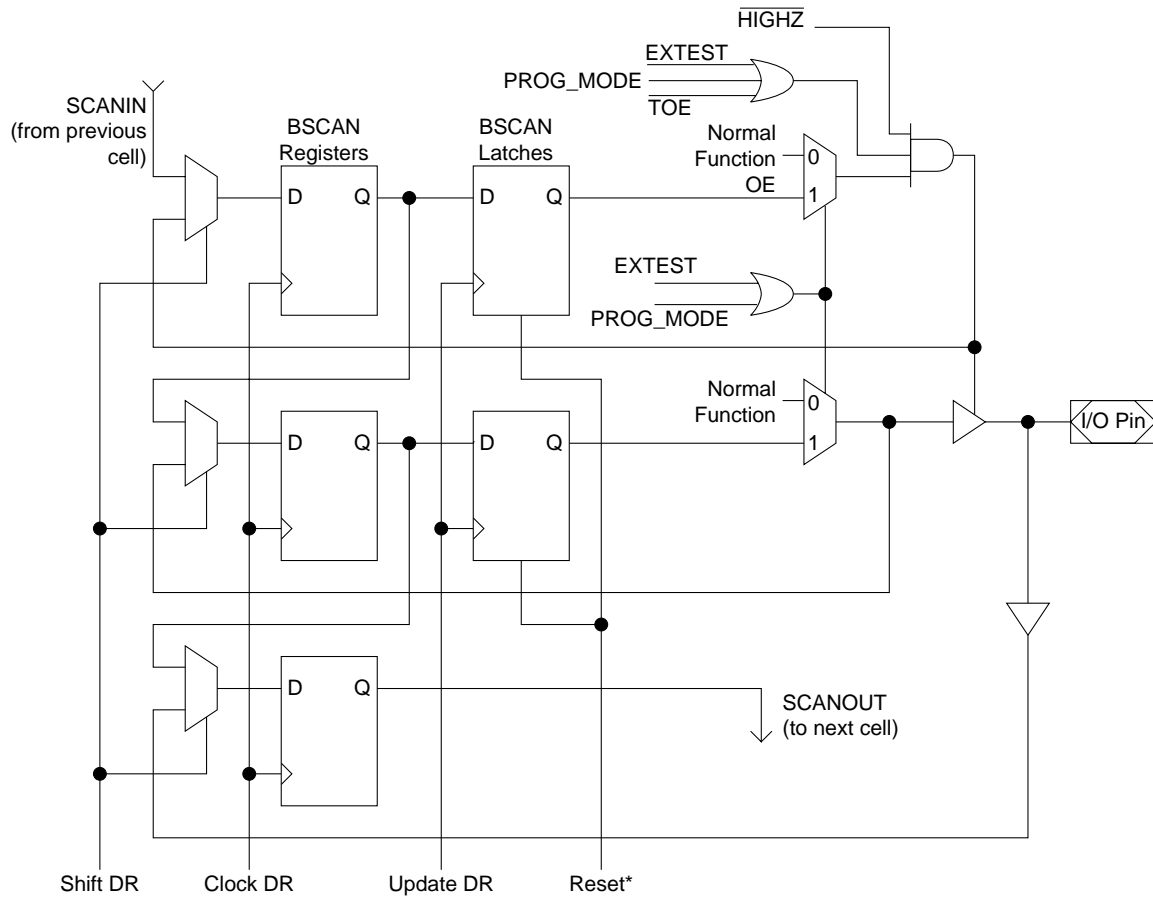 HIGHZ
EXTEST
PROG_MODE
TOE
SCANIN
(from previous
cell)
BSCAN
Registers
BSCAN
Latches
Normal
Function
OE
0
1
D Q
D Q
EXTEST
PROG_MODE
Normal
Function
0
1
D Q
D Q
I/O Pin
D Q
SCANOUT
(to next cell)
Shift DR
Clock DR
Update DR
Reset*